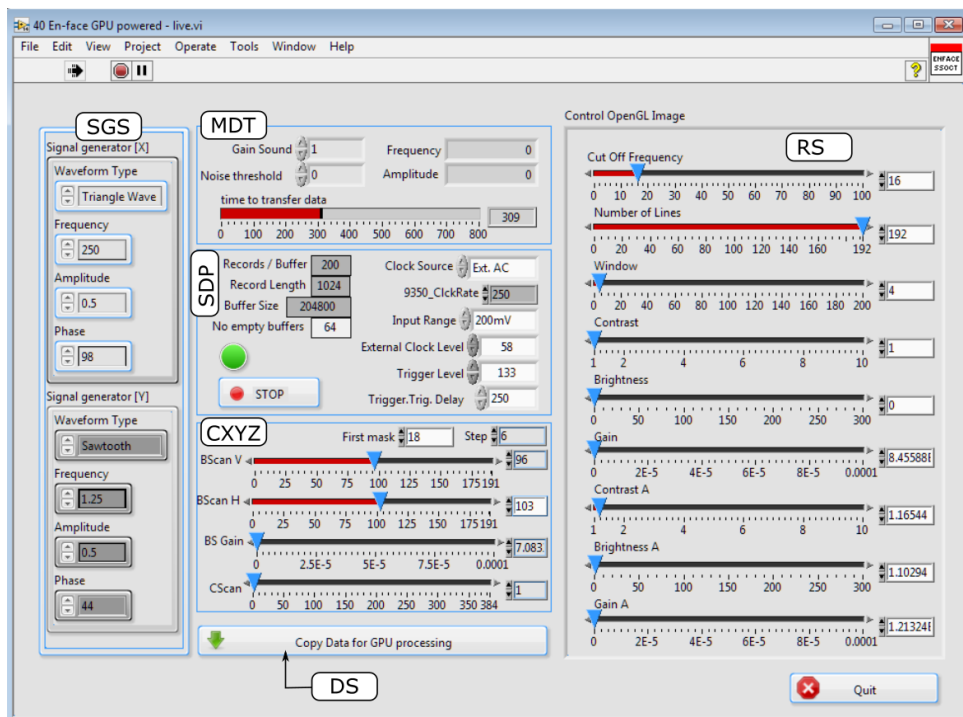 40 En-face GPU powered - live.vi
File Edit View Project Operate Tools Window Help
ENFACE
SSOCT
SGS
Signal generator [X]
Waveform Type
Triangle Wave
Frequency
250
Amplitude
0.5
Phase
98
Signal generator [Y]
Waveform Type
Sawtooth
Frequency
1.25
Amplitude
0.5
Phase
44
MDT
Gain Sound 1 Frequency 0
Noise threshold 0 Amplitude 0
time to transfer data
309
0 100 200 300 400 500 600 700 800
SDP
Records / Buffer 200 Clock Source Ext. AC
Record Length 1024 9350_ClckRate 250
Buffer Size 204800 Input Range 200mV
No empty buffers 64 External Clock Level 58
Trigger Level 133
STOP Trigger.Trig. Delay 250
CXYZ
First mask 18 Step 6
BScan V 96
0 25 50 75 100 125 150 175 191
BScan H 103
0 25 50 75 100 125 150 175 191
BS Gain 7.083
0 2.5E-5 5E-5 7.5E-5 0.0001
CScan 1
0 50 100 150 200 250 300 350 384
Copy Data for GPU processing
DS
Control OpenGL Image
RS
Cut Off Frequency
16
0 10 20 30 40 50 60 70 80 90 100
Number of Lines
192
0 20 40 60 80 100 120 140 160 192
Window
4
0 20 40 60 80 100 120 140 160 180 200
Contrast
1
1 2 4 6 8 10
Brightness
0
0 50 100 150 200 250 300
Gain
8.45588E
0 2E-5 4E-5 6E-5 8E-5 0.0001
Contrast A
1.16544
1 2 4 6 8 10
Brightness A
1.10294
0 50 100 150 200 250 300
Gain A
1.21324E
0 2E-5 4E-5 6E-5 8E-5 0.0001
Quit